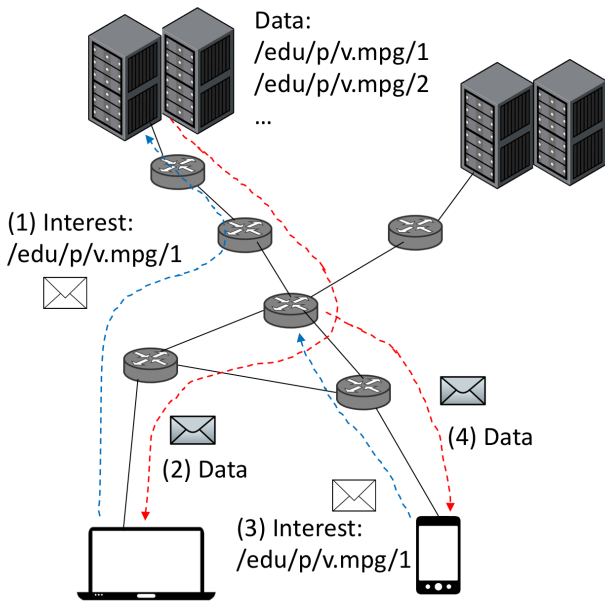 Data:
/edu/p/v.mpg/1
/edu/p/v.mpg/2
...
(1) Interest:
/edu/p/v.mpg/1
(2) Data
(4) Data
(3) Interest:
/edu/p/v.mpg/1